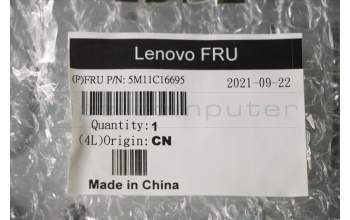 Lenovo FRU
(P)FRU P/N: 5M11C16695 2021-09-22
Quantity: 1
(4L)Origin: CN
Made in China